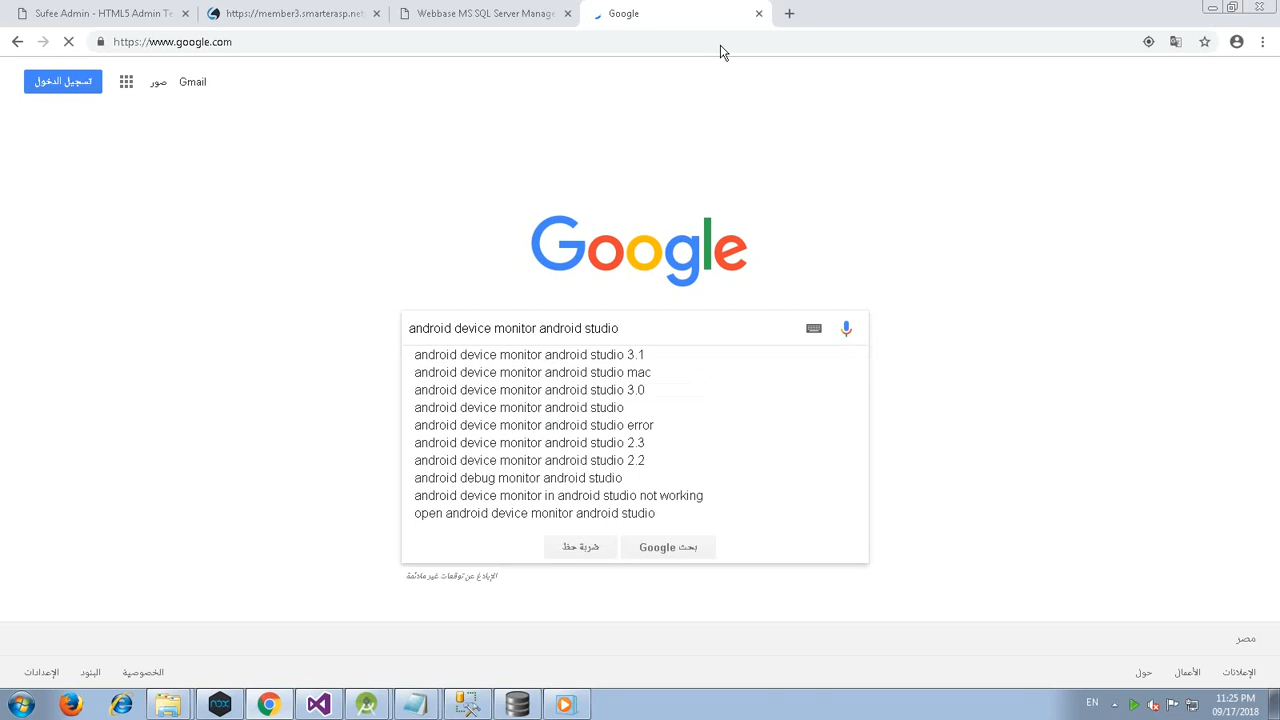 Sufee Admin - HTML5 Admin Te
https://member3.smarterasp.net
Webbase MS SQL Server Manage
Google
https://www.google.com
تسجيل الدخول
صور
Gmail
Google
android device monitor android studio
android device monitor android studio 3.1
android device monitor android studio mac
android device monitor android studio 3.0
android device monitor android studio
android device monitor android studio error
android device monitor android studio 2.3
android device monitor android studio 2.2
android debug monitor android studio
android device monitor in android studio not working
open android device monitor android studio
بحث Google
ضربة حظ
الإبلاغ عن توقعات غير ملائمة
مصر
الإعلانات
الأعمال
حول
الخصوصية
البنود
الإعدادات
nox
EN
11:25 PM
09/17/2018